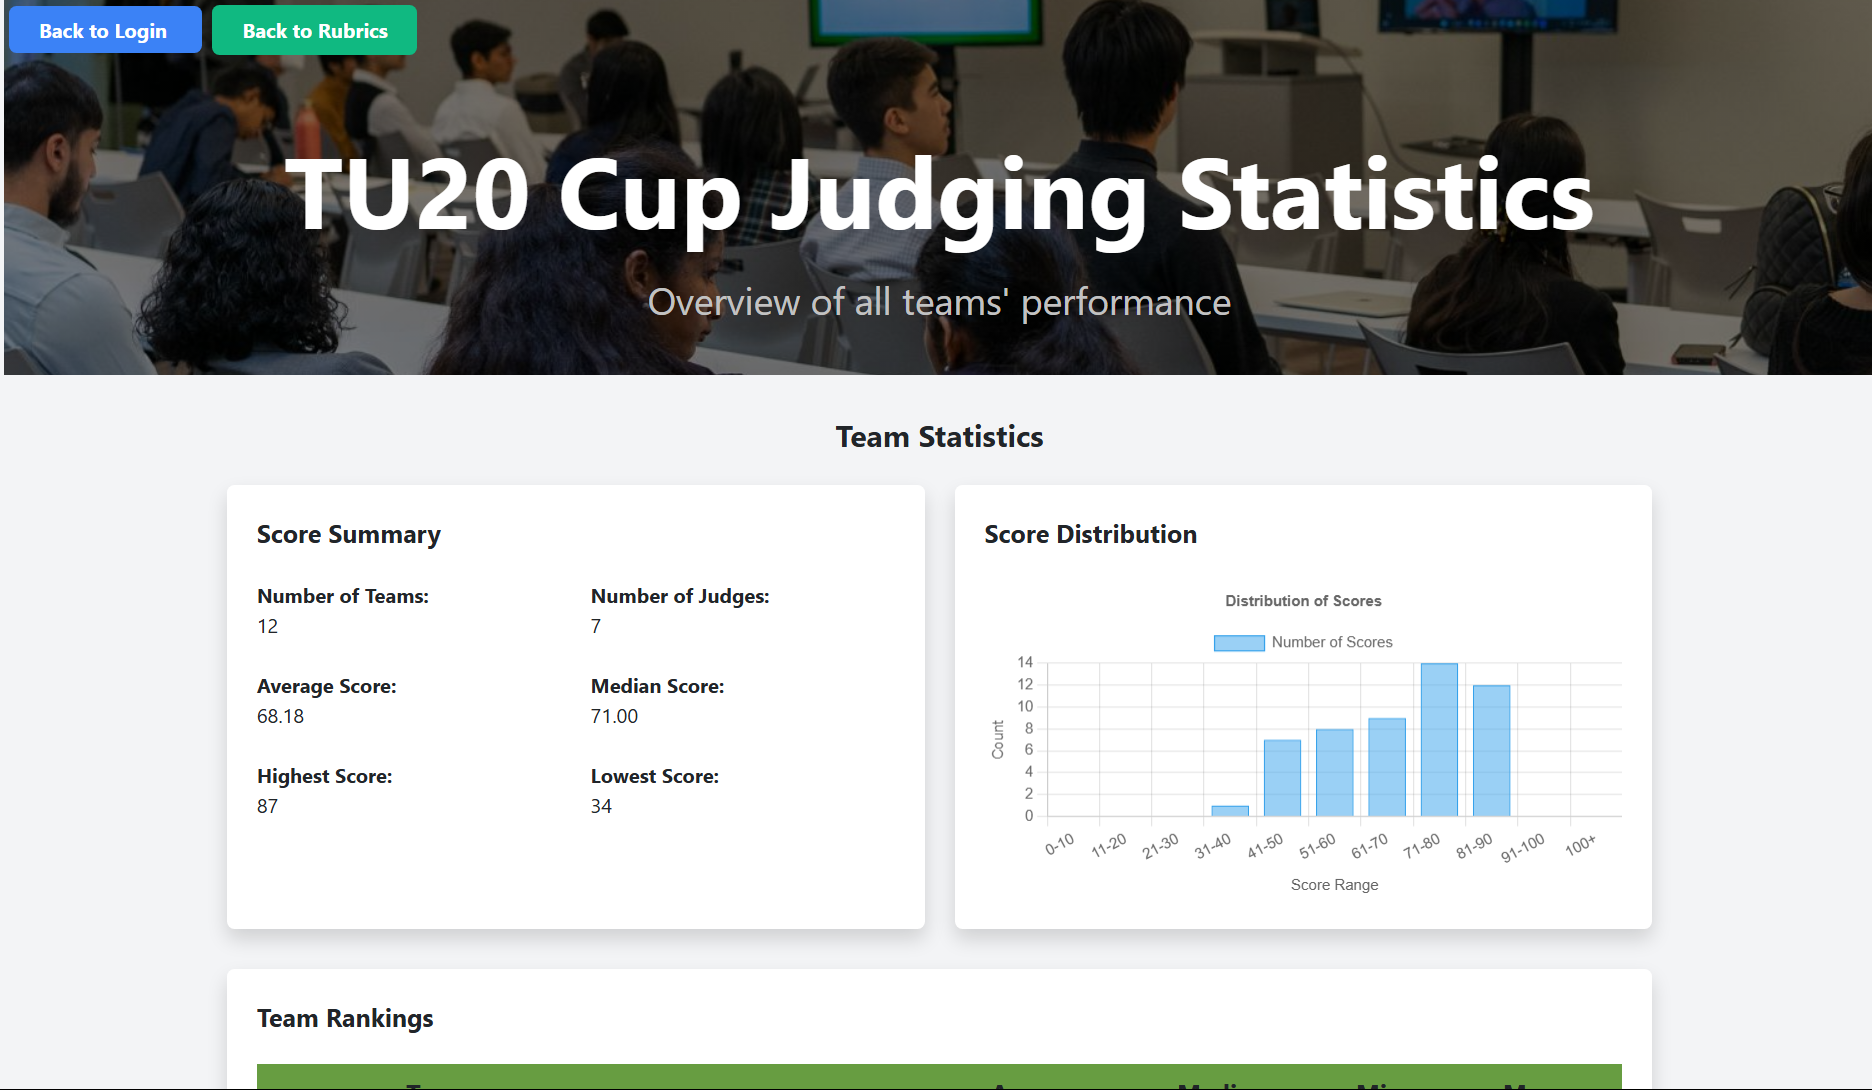 Back to Login
Back to Rubrics
TU20 Cup Judging Statistics
Overview of all teams' performance
Team Statistics
Score Summary
Number of Teams:
12
Number of Judges:
7
Average Score:
68.18
Median Score:
71.00
Highest Score:
87
Lowest Score:
34
Score Distribution
Distribution of Scores
Number of Scores
14
12
10
8
6
4
2
0
Count
0-10
11-20
21-30
31-40
41-50
51-60
61-70
71-80
81-90
91-100
100+
Score Range
Team Rankings